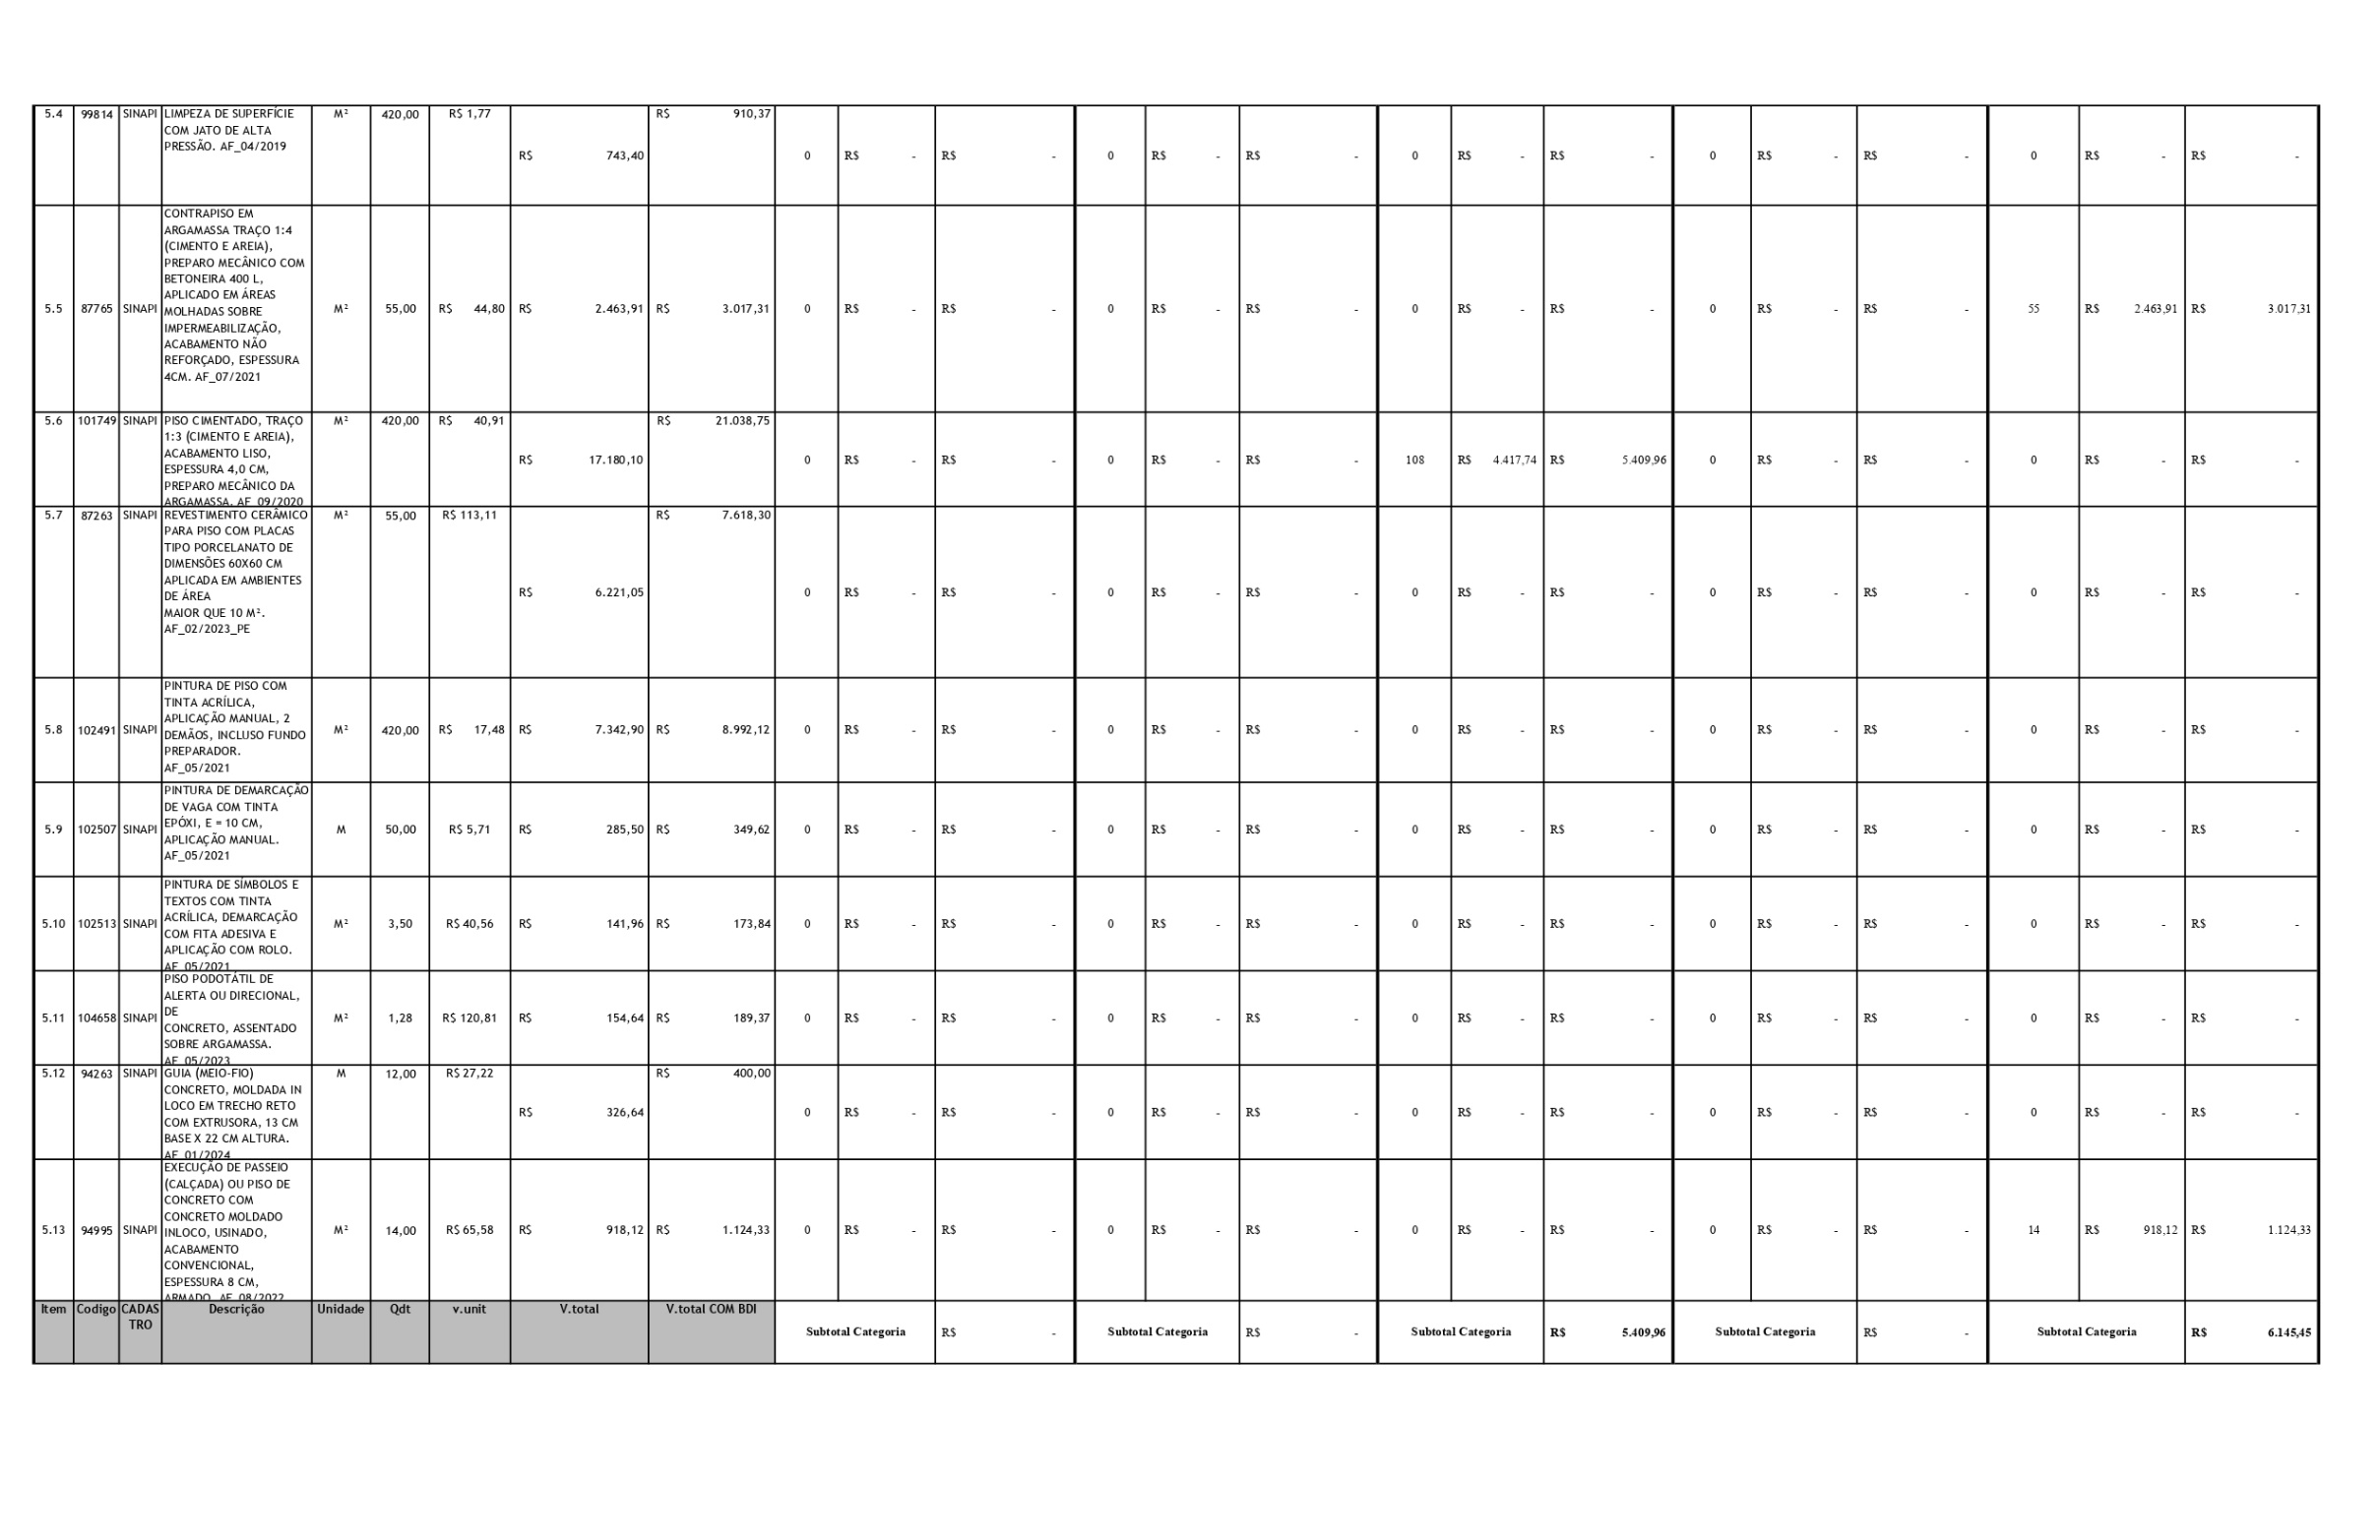 5.4 99814 SINAPI LIMPEZA DE SUPERFÍCIE M² 420,00 R$ 1,77 R$ 910,37
COM JATO DE ALTA
PRESSÃO. AF_04/2019
R$ 743,40 0 R$ - R$ - 0 R$ - R$ - 0 R$ - R$ - 0 R$ - R$ - 0 R$ - R$ -
CONTRAPISO EM
ARGAMASSA TRAÇO 1:4
(CIMENTO E AREIA),
PREPARO MECÂNICO COM
BETONEIRA 400 L,
APLICADO EM ÁREAS
5.5 87765 SINAPI MOLHADAS SOBRE M² 55,00 R$ 44,80 R$ 2.463,91 R$ 3.017,31 0 R$ - R$ - 0 R$ - R$ - 0 R$ - R$ - 0 R$ - R$ - 55 R$ 2.463,91 R$ 3.017,31
IMPERMEABILIZAÇÃO,
ACABAMENTO NÃO
REFORÇADO, ESPESSURA
4CM. AF_07/2021
5.6 101749 SINAPI PISO CIMENTADO, TRAÇO M² 420,00 R$ 40,91 R$ 21.038,75
1:3 (CIMENTO E AREIA),
ACABAMENTO LISO,
R$ 17.180,10 0 R$ - R$ - 0 R$ - R$ - 108 R$ 4.417,74 R$ 5.409,96 0 R$ - R$ - 0 R$ - R$ -
ESPESSURA 4,0 CM,
PREPARO MECÂNICO DA
ARGAMASSA. AF_09/2020
5.7 87263 SINAPI REVESTIMENTO CERÂMICO M² 55,00 R$ 113,11 R$ 7.618,30
PARA PISO COM PLACAS
TIPO PORCELANATO DE
DIMENSÕES 60X60 CM
APLICADA EM AMBIENTES
DE ÁREA
R$ 6.221,05 0 R$ - R$ - 0 R$ - R$ - 0 R$ - R$ - 0 R$ - R$ - 0 R$ - R$ -
MAIOR QUE 10 M².
AF_02/2023_PE
PINTURA DE PISO COM
TINTA ACRÍLICA,
APLICAÇÃO MANUAL, 2
5.8 102491 SINAPI DEMÃOS, INCLUSO FUNDO M² 420,00 R$ 17,48 R$ 7.342,90 R$ 8.992,12 0 R$ - R$ - 0 R$ - R$ - 0 R$ - R$ - 0 R$ - R$ - 0 R$ - R$ -
PREPARADOR.
AF_05/2021
PINTURA DE DEMARCAÇÃO
DE VAGA COM TINTA
5.9 102507 SINAPI EPÓXI, E = 10 CM, M 50,00 R$ 5,71 R$ 285,50 R$ 349,62 0 R$ - R$ - 0 R$ - R$ - 0 R$ - R$ - 0 R$ - R$ - 0 R$ - R$ -
APLICAÇÃO MANUAL.
AF_05/2021
PINTURA DE SÍMBOLOS E
TEXTOS COM TINTA
5.10 102513 SINAPI ACRÍLICA, DEMARCAÇÃO M² 3,50 R$ 40,56 R$ 141,96 R$ 173,84 0 R$ - R$ - 0 R$ - R$ - 0 R$ - R$ - 0 R$ - R$ - 0 R$ - R$ -
COM FITA ADESIVA E
APLICAÇÃO COM ROLO.
AF_05/2021
PISO PODOTÁTIL DE
ALERTA OU DIRECIONAL,
5.11 104658 SINAPI DE M² 1,28 R$ 120,81 R$ 154,64 R$ 189,37 0 R$ - R$ - 0 R$ - R$ - 0 R$ - R$ - 0 R$ - R$ - 0 R$ - R$ -
CONCRETO, ASSENTADO
SOBRE ARGAMASSA.
AF_05/2023
5.12 94263 SINAPI GUIA (MEIO-FIO) M 12,00 R$ 27,22 R$ 400,00
CONCRETO, MOLDADA IN
LOCO EM TRECHO RETO
R$ 326,64 0 R$ - R$ - 0 R$ - R$ - 0 R$ - R$ - 0 R$ - R$ - 0 R$ - R$ -
COM EXTRUSORA, 13 CM
BASE X 22 CM ALTURA.
AF_01/2024
EXECUÇÃO DE PASSEIO
(CALÇADA) OU PISO DE
CONCRETO COM
CONCRETO MOLDADO
5.13 94995 SINAPI INLOCO, USINADO, M² 14,00 R$ 65,58 R$ 918,12 R$ 1.124,33 0 R$ - R$ - 0 R$ - R$ - 0 R$ - R$ - 0 R$ - R$ - 14 R$ 918,12 R$ 1.124,33
ACABAMENTO
CONVENCIONAL,
ESPESSURA 8 CM,
ARMADO. AF_08/2022
Item Codigo CADAS Descrição Unidade Qdt v.unit V.total V.total COM BDI
TRO
Subtotal Categoria R$ - Subtotal Categoria R$ - Subtotal Categoria R$ 5.409,96 Subtotal Categoria R$ - Subtotal Categoria R$ 6.145,45